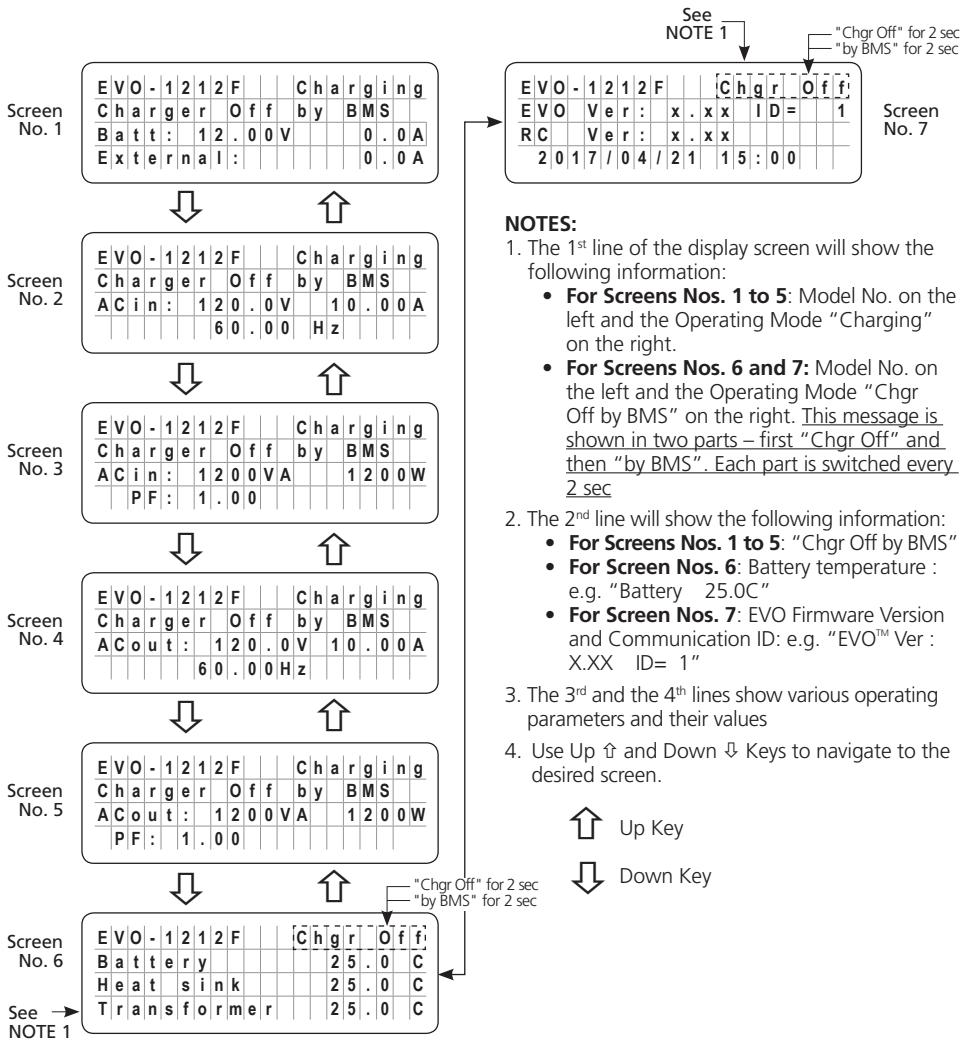 Screen
No. 1
EVO-1212F Charging
Charger Off by BMS
Batt: 12.00V 0.0A
External: 0.0A
Screen
No. 2
EVO-1212F Charging
Charger Off by BMS
ACin: 120.0V 10.00A
60.00 Hz
Screen
No. 3
EVO-1212F Charging
Charger Off by BMS
ACin: 1200VA 1200W
PF: 1.00
Screen
No. 4
EVO-1212F Charging
Charger Off by BMS
ACout: 120.0V 10.00A
60.00Hz
Screen
No. 5
EVO-1212F Charging
Charger Off by BMS
ACout: 1200VA 1200W
PF: 1.00
"Chgr Off" for 2 sec
"by BMS" for 2 sec
Screen
No. 6
EVO-1212F Chgr Off
Battery 25.0 C
Heat sink 25.0 C
Transformer 25.0 C
See
NOTE 1
See
NOTE 1
"Chgr Off" for 2 sec
"by BMS" for 2 sec
EVO-1212F Chgr Off
EVO Ver: x.xx ID= 1
RC Ver: x.xx
2017/04/21 15:00
Screen
No. 7
NOTES:
1. The 1st line of the display screen will show the
following information:
• For Screens Nos. 1 to 5: Model No. on the
left and the Operating Mode “Charging”
on the right.
• For Screens Nos. 6 and 7: Model No. on
the left and the Operating Mode “Chgr
Off by BMS” on the right. This message is
shown in two parts – first “Chgr Off” and
then “by BMS”. Each part is switched every
2 sec
2. The 2nd line will show the following information:
• For Screens Nos. 1 to 5: “Chgr Off by BMS”
• For Screen Nos. 6: Battery temperature :
e.g. “Battery 25.0C”
• For Screen Nos. 7: EVO Firmware Version
and Communication ID: e.g. “EVO™ Ver :
X.XX ID= 1”
3. The 3rd and the 4th lines show various operating
parameters and their values
4. Use Up ⇧ and Down ⇩ Keys to navigate to the
desired screen.
⇧ Up Key
⇩ Down Key